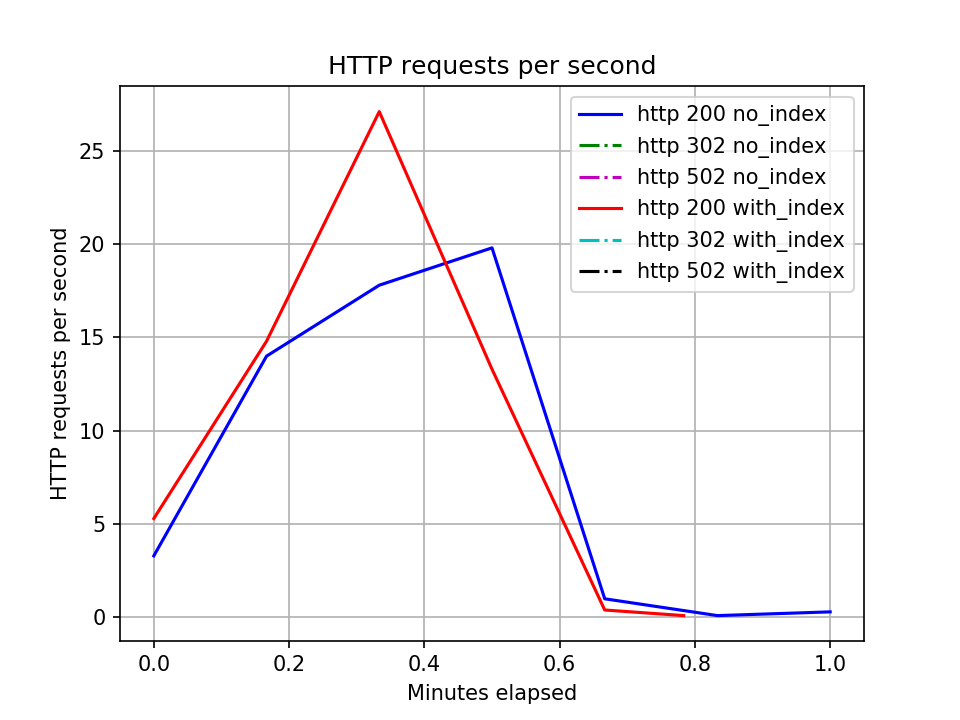 HTTP requests per second
http 200 no_index
http 302 no_index
http 502 no_index
http 200 with_index
http 302 with_index
http 502 with_index
HTTP requests per second
25
20
15
10
5
0
0.0 0.2 0.4 0.6 0.8 1.0
Minutes elapsed